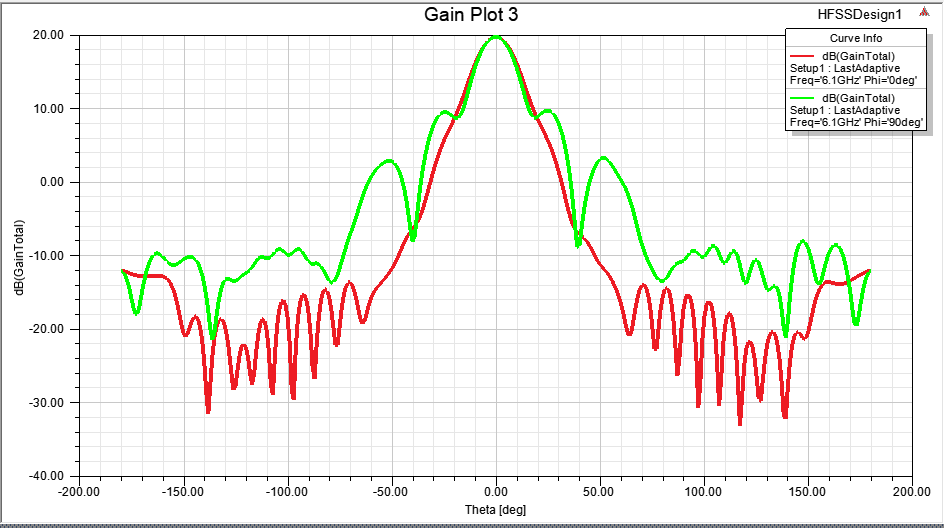 Gain Plot 3
HFSSDesign1
Curve Info
dB(GainTotal)
Setup1 : LastAdaptive
Freq='6.1GHz' Phi='0deg'
dB(GainTotal)
Setup1 : LastAdaptive
Freq='6.1GHz' Phi='90deg'
20.00
10.00
0.00
-10.00
-20.00
-30.00
-40.00
dB(GainTotal)
-200.00 -150.00 -100.00 -50.00 0.00 50.00 100.00 150.00 200.00
Theta [deg]